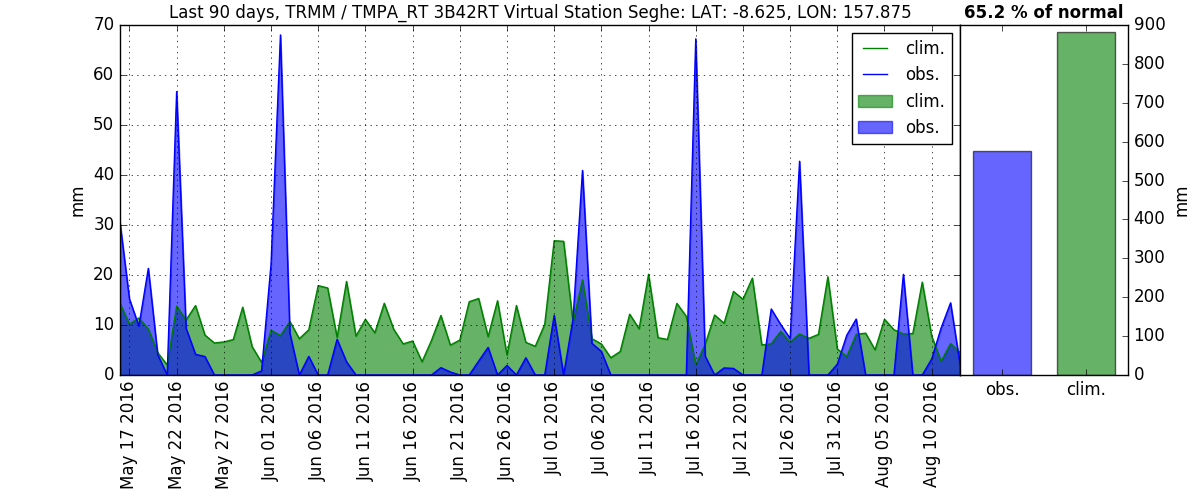 Last 90 days, TRMM / TMPA_RT 3B42RT Virtual Station Seghe: LAT: -8.625, LON: 157.875
65.2 % of normal
70
60
50
40
30
20
10
0
mm
clim.
obs.
clim.
obs.
900
800
700
600
500
400
300
200
100
0
mm
May 17 2016
May 22 2016
May 27 2016
Jun 01 2016
Jun 06 2016
Jun 11 2016
Jun 16 2016
Jun 21 2016
Jun 26 2016
Jul 01 2016
Jul 06 2016
Jul 11 2016
Jul 16 2016
Jul 21 2016
Jul 26 2016
Jul 31 2016
Aug 05 2016
Aug 10 2016
obs.
clim.